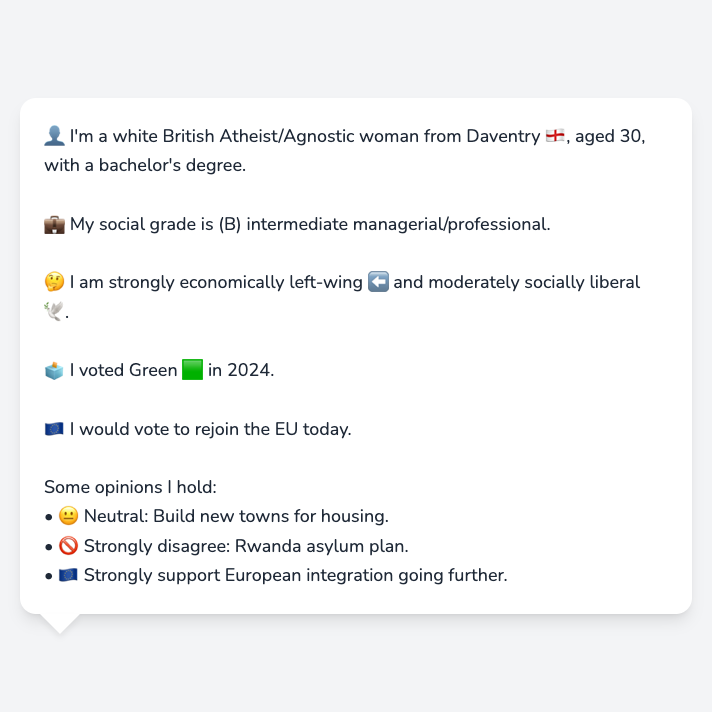 👤 I'm a white British Atheist/Agnostic woman from Daventry 🏴󠁧󠁢󠁥󠁮󠁧󠁿, aged 30,
with a bachelor's degree.
💼 My social grade is (B) intermediate managerial/professional.
🤔 I am strongly economically left-wing ⬅️ and moderately socially liberal
🕊️.
🗳️ I voted Green 🟩 in 2024.
🇪🇺 I would vote to rejoin the EU today.
Some opinions I hold:
• 😐 Neutral: Build new towns for housing.
• 🚫 Strongly disagree: Rwanda asylum plan.
• 🇪🇺 Strongly support European integration going further.